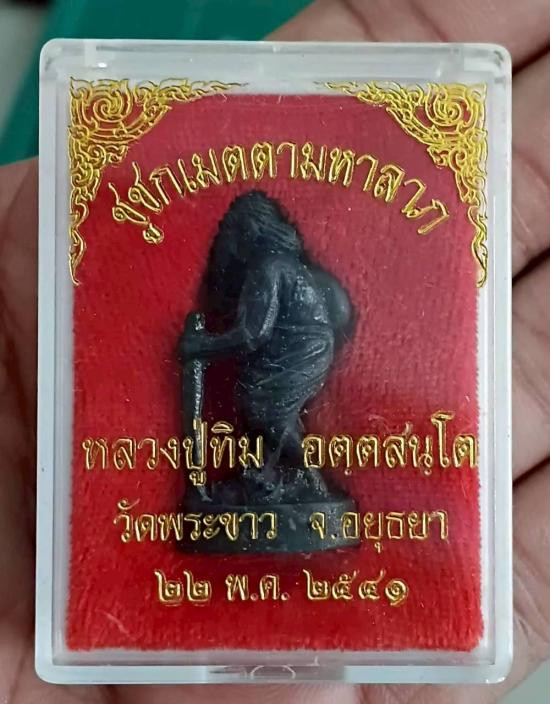 ชูชกเมตตามหาลาภ
หลวงปู่ทิม อตฺตสนฺโต
วัดพระขาว จ.อยุธยา
๒๒ พ.ค. ๒๕๔๑